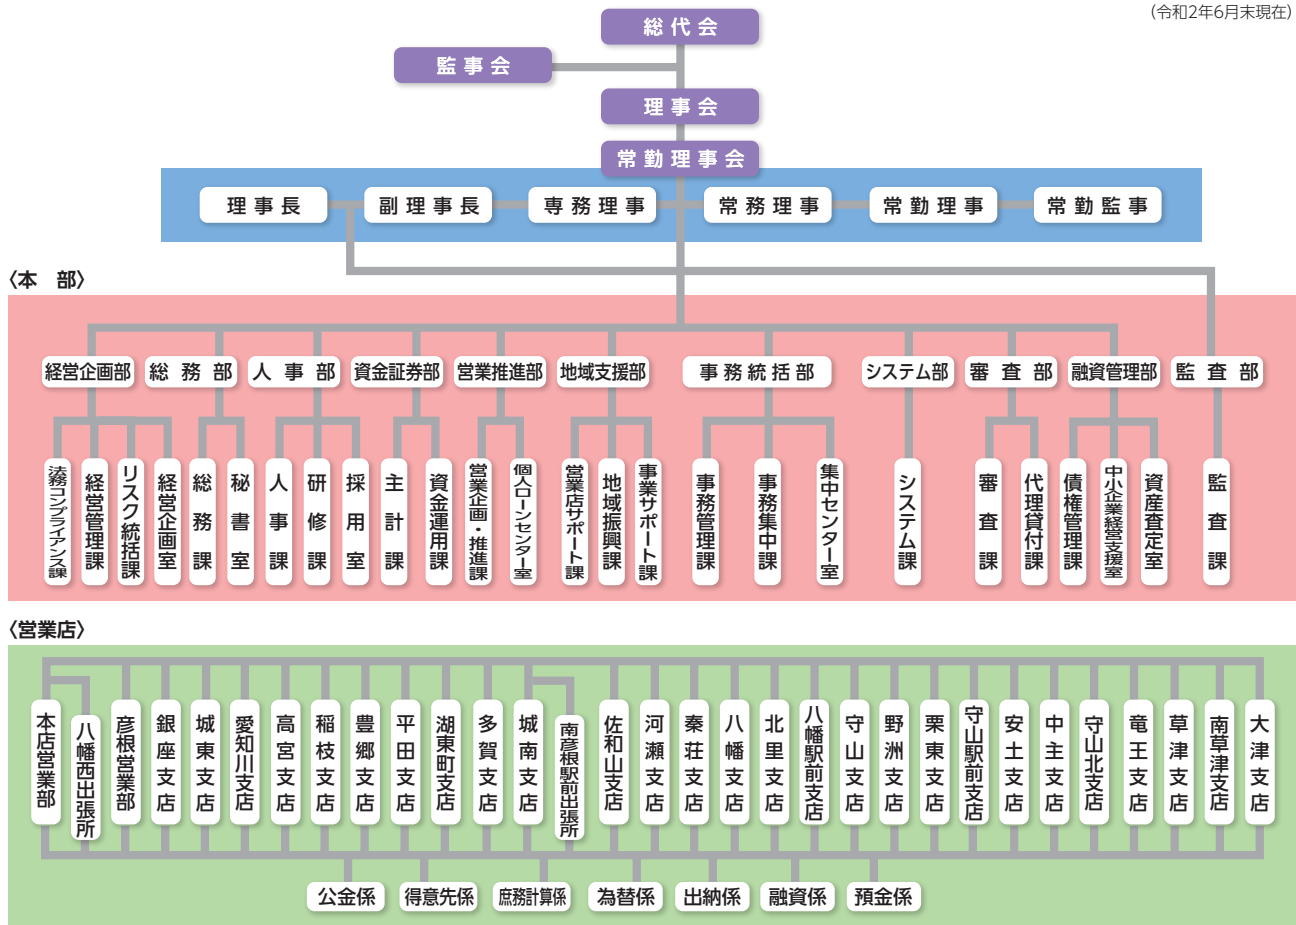 (令和2年6月末現在)
総代会
監事会
理事会
常勤理事会
理事長
副理事長
専務理事
常務理事
常勤理事
常勤監事
〈本　部〉
経営企画部
総務部
人事部
資金証券部
営業推進部
地域支援部
事務統括部
システム部
審査部
融資管理部
監査部
法務コンプライアンス課
経営管理課
リスク統括課
経営企画室
総務課
秘書室
人事課
研修課
採用室
主計課
資金運用課
営業企画・推進課
個人ローンセンター室
営業店サポート課
地域振興課
事業サポート課
事務管理課
事務集中課
集中センター室
システム課
審査課
代理貸付課
債権管理課
中小企業経営支援室
資産査定室
監査課
〈営業店〉
本店営業部
八幡西出張所
彦根営業部
銀座支店
城東支店
愛知川支店
高宮支店
稲枝支店
豊郷支店
平田支店
湖東町支店
多賀支店
城南支店
南彦根駅前出張所
佐和山支店
河瀬支店
秦荘支店
八幡支店
北里支店
八幡駅前支店
守山支店
野洲支店
栗東支店
守山駅前支店
安土支店
中主支店
守山北支店
竜王支店
草津支店
南草津支店
大津支店
公金係
得意先係
庶務計算係
為替係
出納係
融資係
預金係